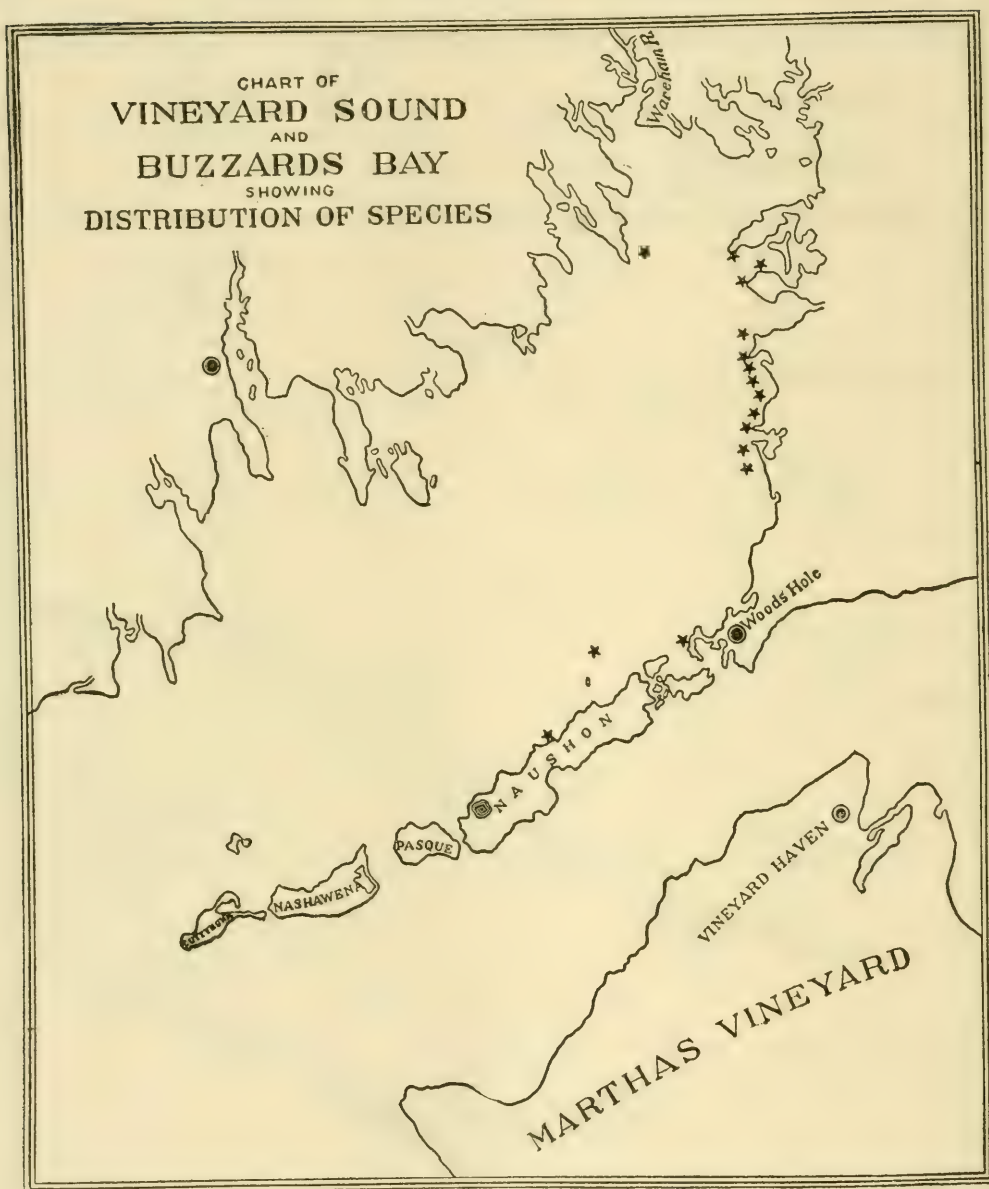 CHART OF
VINEYARD SOUND
AND
BUZZARDS BAY
SHOWING
DISTRIBUTION OF SPECIES
Wareham R.
Woods Hole
NAUSHON
PASQUE
NASHAWENA
VINEYARD HAVEN
MARTHAS VINEYARD